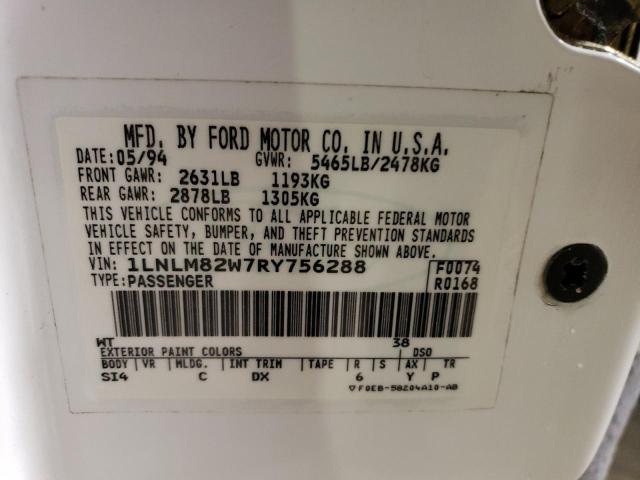 MFD. BY FORD MOTOR CO. IN U.S.A.
DATE: 05/94 GVWR: 5465LB/2478KG
FRONT GAWR: 2631LB 1193KG
REAR GAWR: 2878LB 1305KG
THIS VEHICLE CONFORMS TO ALL APPLICABLE FEDERAL MOTOR
VEHICLE SAFETY, BUMPER, AND THEFT PREVENTION STANDARDS
IN EFFECT ON THE DATE OF MANUFACTURE SHOWN ABOVE.
VIN: 1LNLM82W7RY756288 F0074
TYPE: PASSENGER R0168
WT 38
EXTERIOR PAINT COLORS DSO
BODY VR MLDG. INT TRIM TAPE R S AX TR
SI4 C DX 6 Y P
▽ F0EB-58204A10-AB